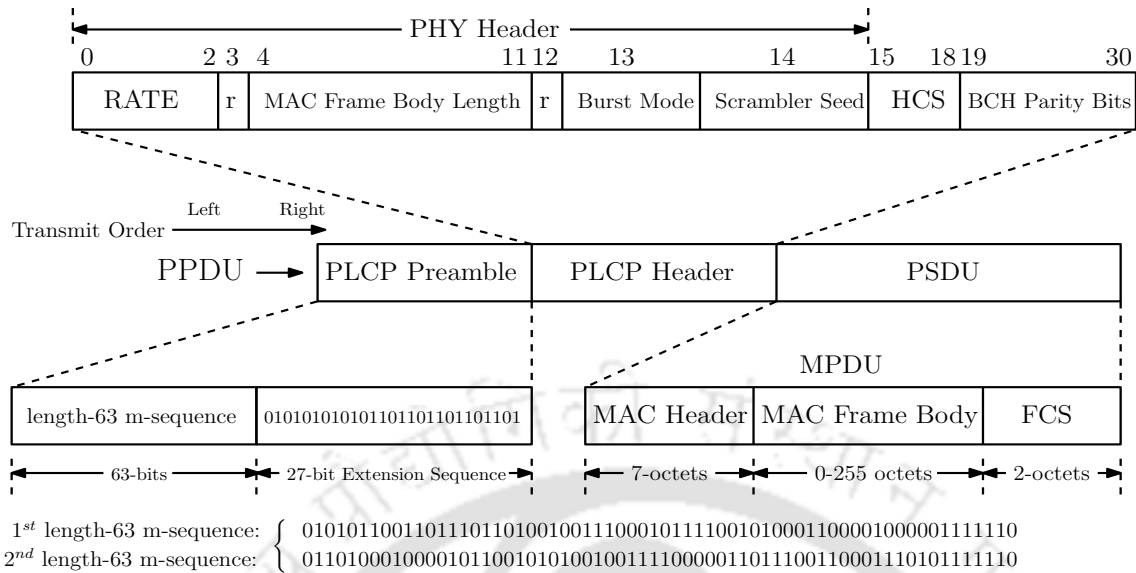 PHY Header
0 2 3 4 11 12 13 14 15 18 19 30
RATE r MAC Frame Body Length r Burst Mode Scrambler Seed HCS BCH Parity Bits
Left Right
Transmit Order
PPDU PLCP Preamble PLCP Header PSDU
MPDU
length-63 m-sequence 010101010101101101101101101 MAC Header MAC Frame Body FCS
63-bits 27-bit Extension Sequence 7-octets 0-255 octets 2-octets
1st length-63 m-sequence: { 0101011001101110110100100111000101111001010001100001000001111110
2nd length-63 m-sequence: 0110100010000101100101010010011110000011011100110001110101111110